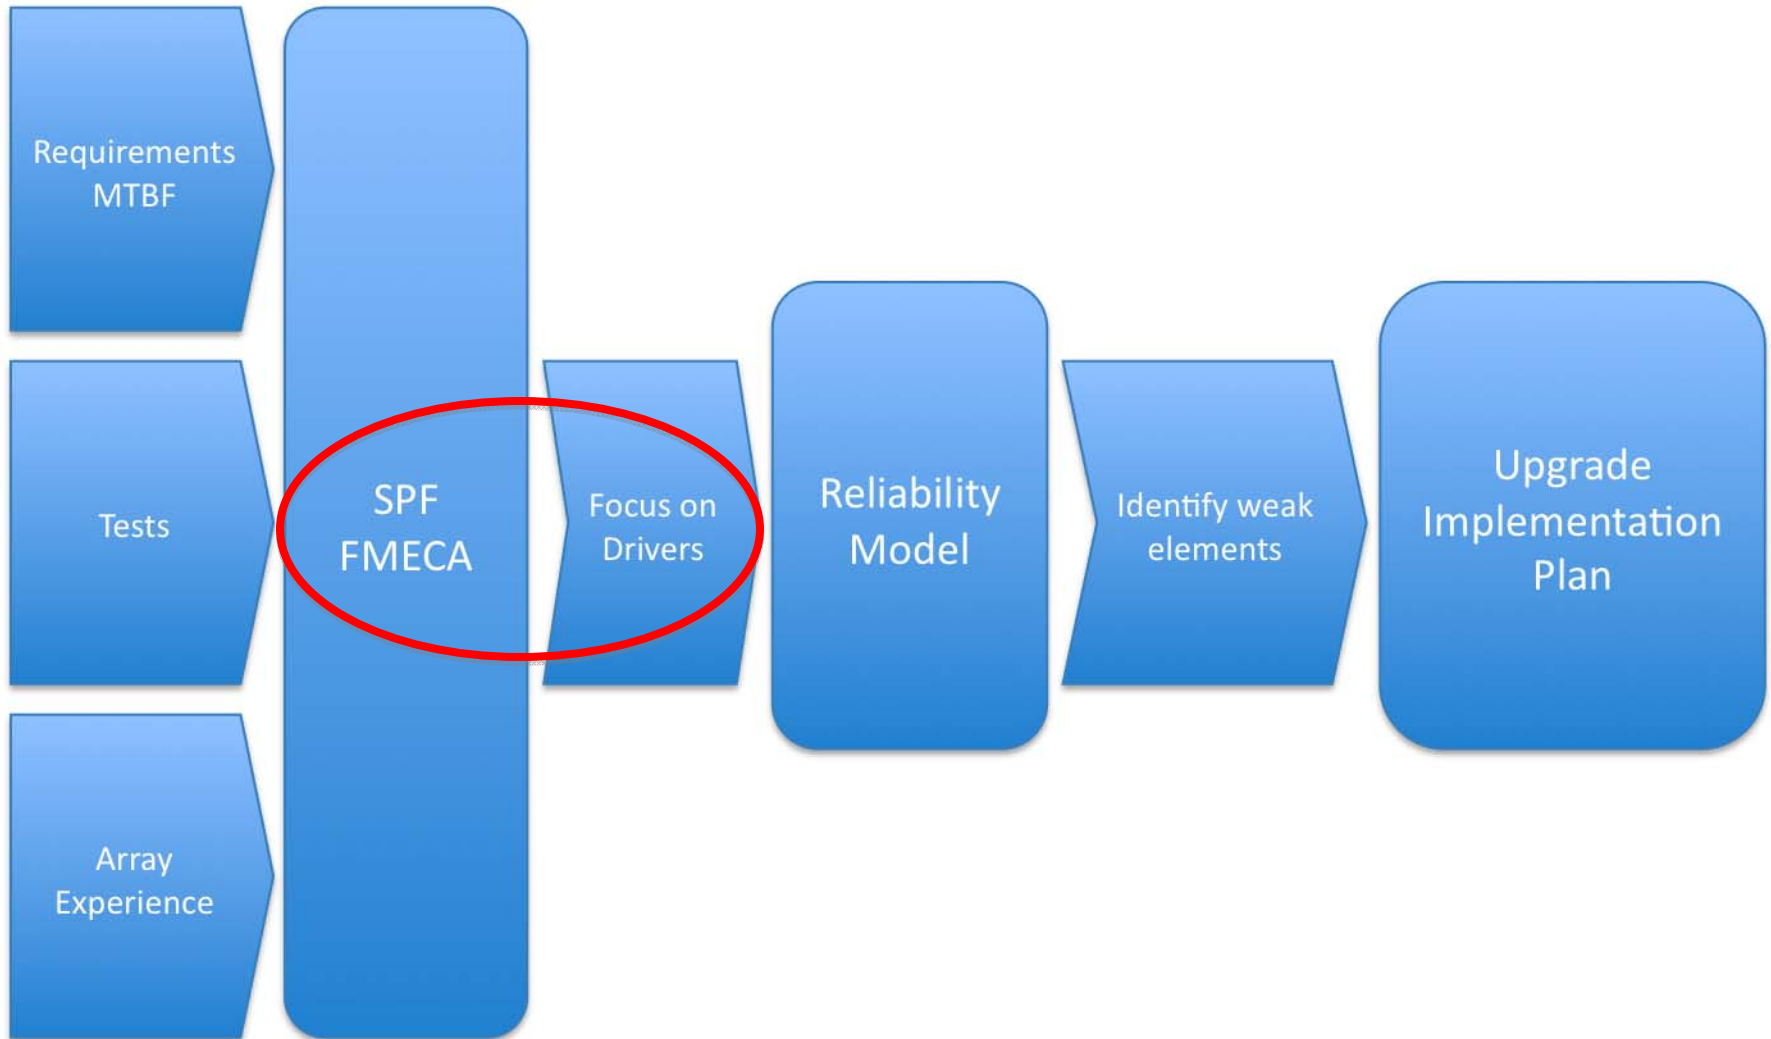 Requirements
MTBF
Tests
Array
Experience
SPF
FMECA
Focus on
Drivers
Reliability
Model
Identify weak
elements
Upgrade
Implementation
Plan